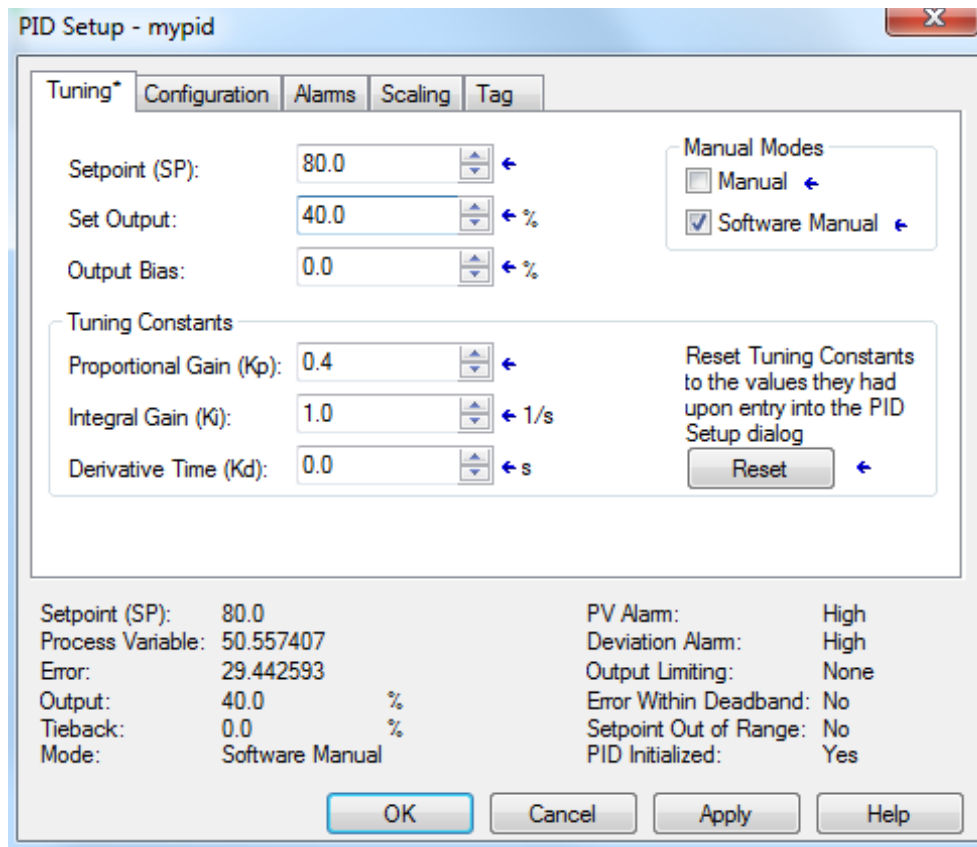 PID Setup - mypid
X
Tuning* Configuration Alarms Scaling Tag
Setpoint (SP): 80.0
Set Output: 40.0 %
Output Bias: 0.0 %
Manual Modes
Manual
Software Manual
Tuning Constants
Proportional Gain (Kp): 0.4
Integral Gain (Ki): 1.0 1/s
Derivative Time (Kd): 0.0 s
Reset Tuning Constants
to the values they had
upon entry into the PID
Setup dialog
Reset
Setpoint (SP): 80.0
Process Variable: 50.557407
Error: 29.442593
Output: 40.0 %
Tieback: 0.0 %
Mode: Software Manual
PV Alarm: High
Deviation Alarm: High
Output Limiting: None
Error Within Deadband: No
Setpoint Out of Range: No
PID Initialized: Yes
OK Cancel Apply Help